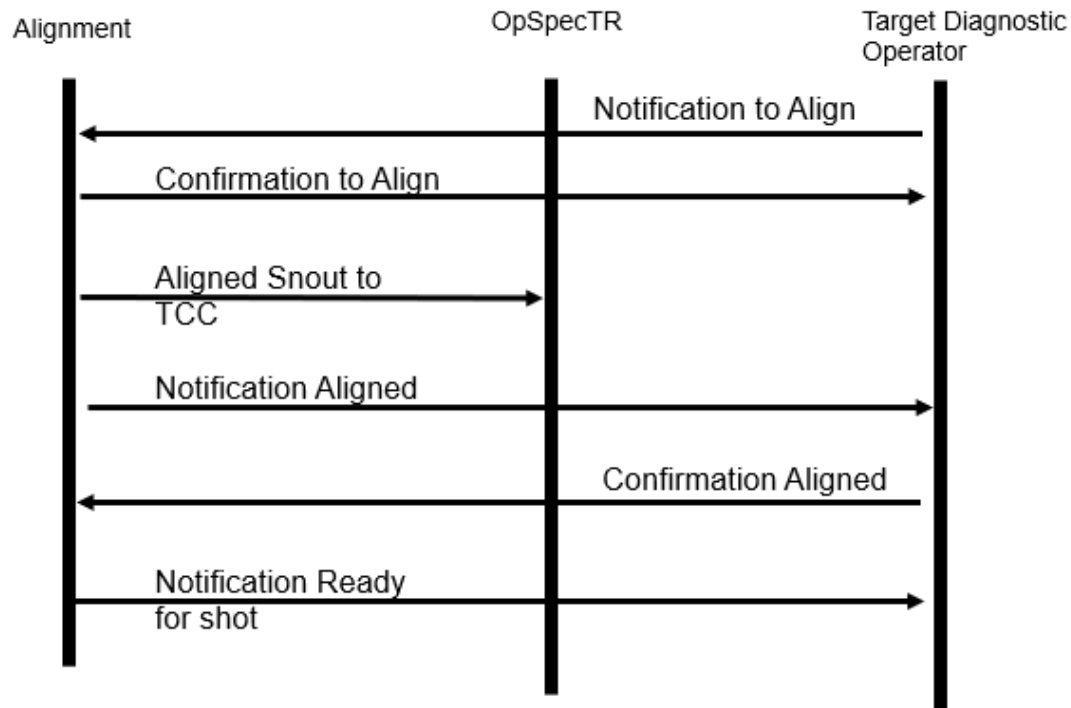 Alignment
OpSpecTR
Target Diagnostic
Operator
Notification to Align
Confirmation to Align
Aligned Snout to
TCC
Notification Aligned
Confirmation Aligned
Notification Ready
for shot